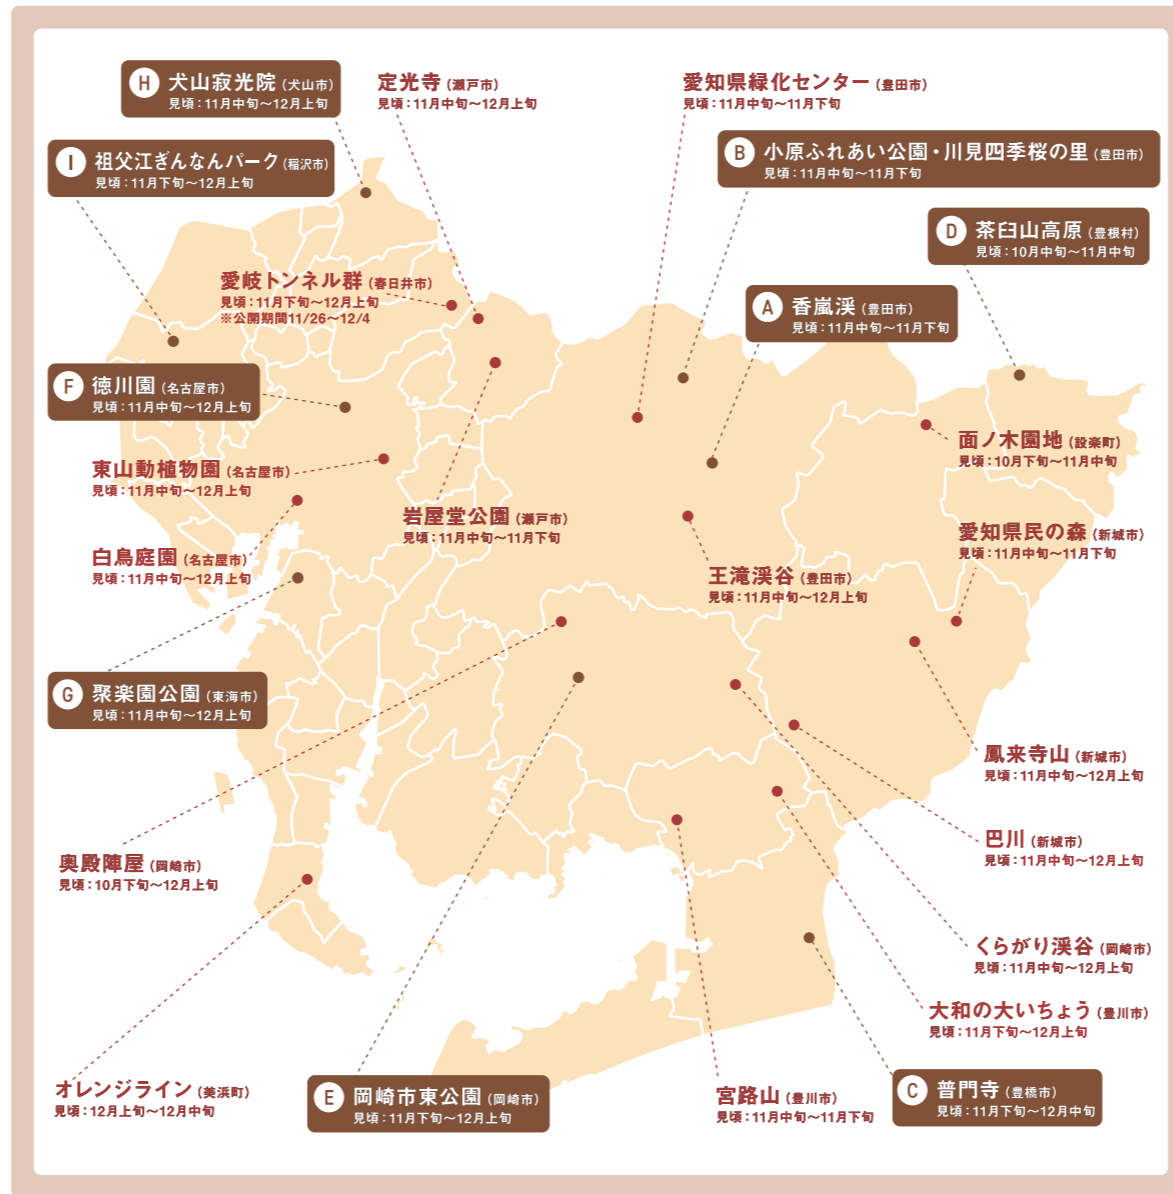 H 犬山寂光院(犬山市)
見頃:11月中旬〜12月上旬
定光寺(瀬戸市)
見頃:11月中旬〜12月上旬
愛知県緑化センター(豊田市)
見頃:11月中旬〜11月下旬
I 祖父江ぎんなんパーク(稲沢市)
見頃:11月下旬〜12月上旬
B 小原ふれあい公園・川見四季桜の里(豊田市)
見頃:11月中旬〜11月下旬
D 茶臼山高原(豊根村)
見頃:10月中旬〜11月中旬
愛岐トンネル群(春日井市)
見頃:11月下旬〜12月上旬
※公開期間11/26〜12/4
A 香嵐渓(豊田市)
見頃:11月中旬〜11月下旬
F 徳川園(名古屋市)
見頃:11月中旬〜12月上旬
面ノ木園地(設楽町)
見頃:10月下旬〜11月中旬
東山動植物園(名古屋市)
見頃:11月中旬〜12月上旬
岩屋堂公園(瀬戸市)
見頃:11月中旬〜11月下旬
愛知県民の森(新城市)
見頃:11月中旬〜11月下旬
白鳥庭園(名古屋市)
見頃:11月中旬〜12月上旬
王滝渓谷(豊田市)
見頃:11月中旬〜12月上旬
G 聚楽園公園(東海市)
見頃:11月中旬〜12月上旬
鳳来寺山(新城市)
見頃:11月中旬〜12月上旬
巴川(新城市)
見頃:11月中旬〜12月上旬
奥殿陣屋(岡崎市)
見頃:10月下旬〜12月上旬
くらがり渓谷(岡崎市)
見頃:11月中旬〜12月上旬
大和の大いちょう(豊川市)
見頃:11月下旬〜12月上旬
オレンジライン(美浜町)
見頃:12月上旬〜12月中旬
E 岡崎市東公園(岡崎市)
見頃:11月下旬〜12月上旬
宮路山(豊川市)
見頃:11月中旬〜11月下旬
C 普門寺(豊橋市)
見頃:11月下旬〜12月中旬